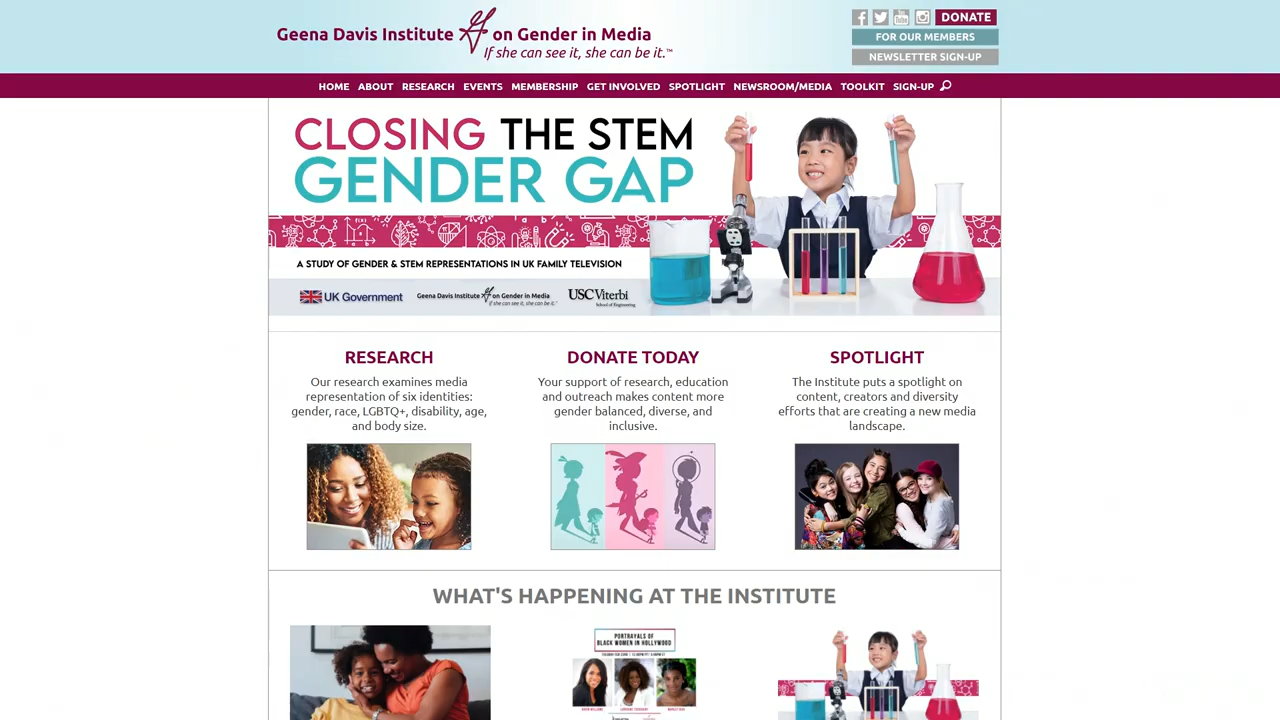 Geena Davis Institute on Gender in Media
If she can see it, she can be it.™
DONATE
FOR OUR MEMBERS
NEWSLETTER SIGN-UP
HOME ABOUT RESEARCH EVENTS MEMBERSHIP GET INVOLVED SPOTLIGHT NEWSROOM/MEDIA TOOLKIT SIGN-UP
CLOSING THE STEM
GENDER GAP
A STUDY OF GENDER & STEM REPRESENTATIONS IN UK FAMILY TELEVISION
UK Government
Geena Davis Institute on Gender in Media
If she can see it, she can be it.™
USC Viterbi
School of Engineering
RESEARCH
Our research examines media
representation of six identities:
gender, race, LGBTQ+, disability, age,
and body size.
DONATE TODAY
Your support of research, education
and outreach makes content more
gender balanced, diverse, and
inclusive.
SPOTLIGHT
The Institute puts a spotlight on
content, creators and diversity
efforts that are creating a new media
landscape.
WHAT'S HAPPENING AT THE INSTITUTE
PORTRAYALS OF
BLACK WOMEN IN HOLLYWOOD